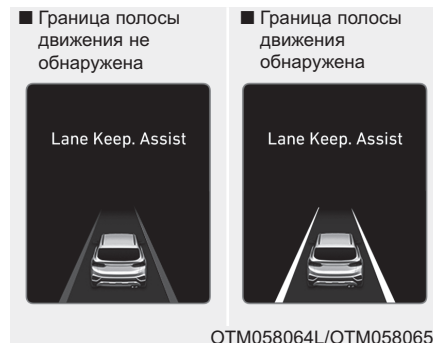 ■ Граница полосы
движения не
обнаружена
Lane Keep. Assist
■ Граница полосы
движения
обнаружена
Lane Keep. Assist
OTM058064L/OTM058065